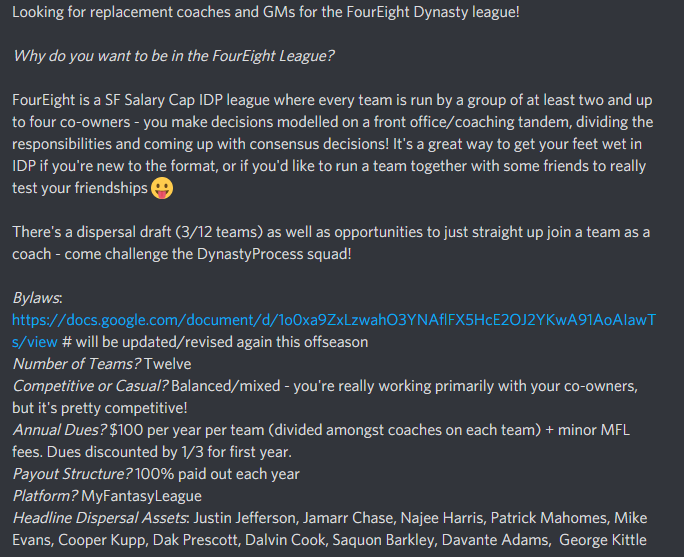 Looking for replacement coaches and GMs for the FourEight Dynasty league!
Why do you want to be in the FourEight League?
FourEight is a SF Salary Cap IDP league where every team is run by a group of at least two and up
to four co-owners - you make decisions modelled on a front office/coaching tandem, dividing the
responsibilities and coming up with consensus decisions! It's a great way to get your feet wet in
IDP if you're new to the format, or if you'd like to run a team together with some friends to really
test your friendships 😛
There's a dispersal draft (3/12 teams) as well as opportunities to just straight up join a team as a
coach - come challenge the DynastyProcess squad!
Bylaws:
https://docs.google.com/document/d/1o0xa9ZxLzwahO3YNAflFX5HcE2OJ2YKwA91AoAIawT
s/view # will be updated/revised again this offseason
Number of Teams? Twelve
Competitive or Casual? Balanced/mixed - you're really working primarily with your co-owners,
but it's pretty competitive!
Annual Dues? $100 per year per team (divided amongst coaches on each team) + minor MFL
fees. Dues discounted by 1/3 for first year.
Payout Structure? 100% paid out each year
Platform? MyFantasyLeague
Headline Dispersal Assets: Justin Jefferson, Jamarr Chase, Najee Harris, Patrick Mahomes, Mike
Evans, Cooper Kupp, Dak Prescott, Dalvin Cook, Saquon Barkley, Davante Adams,  George Kittle